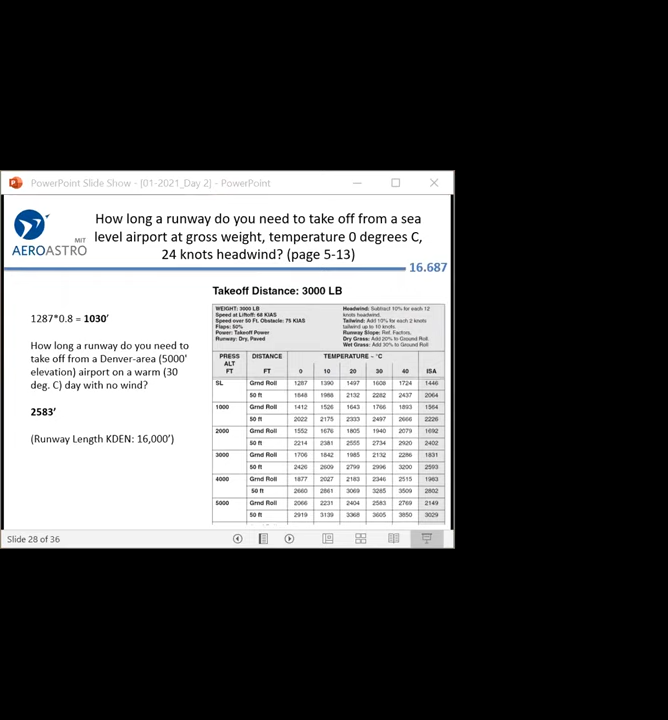 PowerPoint Slide Show - [01-2021_Day 2] - PowerPoint
How long a runway do you need to take off from a sea
level airport at gross weight, temperature 0 degrees C,
24 knots headwind? (page 5-13)
MIT
AEROASTRO
16.687
1287*0.8 = 1030'
How long a runway do you need to
take off from a Denver-area (5000'
elevation) airport on a warm (30
deg. C) day with no wind?
2583'
(Runway Length KDEN: 16,000')
Takeoff Distance: 3000 LB
WEIGHT: 3000 LB
Speed at Liftoff: 68 KIAS
Speed over 50 Ft. Obstacle: 75 KIAS
Flaps: 50%
Power: Takeoff Power
Runway: Dry, Paved
Headwind: Subtract 10% for each 12
knots headwind.
Tailwind: Add 10% for each 2 knots
tailwind up to 10 knots.
Runway Slope: Ref. Factors.
Dry Grass: Add 20% to Ground Roll.
Wet Grass: Add 30% to Ground Roll
PRESS ALT FT DISTANCE FT TEMPERATURE ~ °C
0 10 20 30 40 ISA
SL Grnd Roll 1287 1390 1497 1608 1724 1446
50 ft 1848 1988 2132 2282 2437 2064
1000 Grnd Roll 1412 1526 1643 1766 1893 1564
50 ft 2022 2175 2333 2497 2666 2226
2000 Grnd Roll 1552 1676 1805 1940 2079 1692
50 ft 2214 2381 2555 2734 2920 2402
3000 Grnd Roll 1706 1842 1985 2132 2286 1831
50 ft 2426 2609 2799 2996 3200 2593
4000 Grnd Roll 1877 2027 2183 2346 2515 1983
50 ft 2660 2861 3069 3285 3509 2802
5000 Grnd Roll 2066 2231 2404 2583 2769 2149
50 ft 2919 3139 3368 3605 3850 3029
Slide 28 of 36